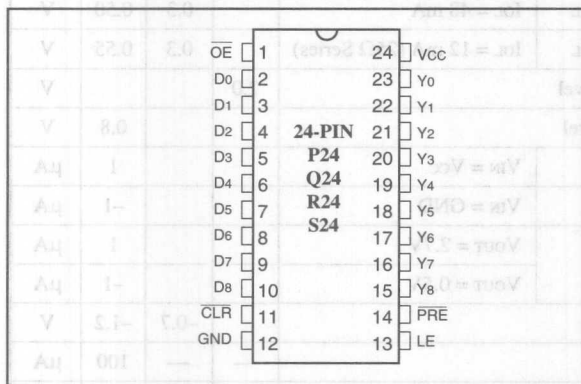 OE 1 24 Vcc
D0 2 23 Y0
D1 3 22 Y1
D2 4 24-PIN 21 Y2
D3 5 P24 20 Y3
D4 6 Q24 19 Y4
D5 7 R24 18 Y5
D6 8 S24 17 Y6
D7 9 16 Y7
D8 10 15 Y8
CLR 11 14 PRE
GND 12 13 LE